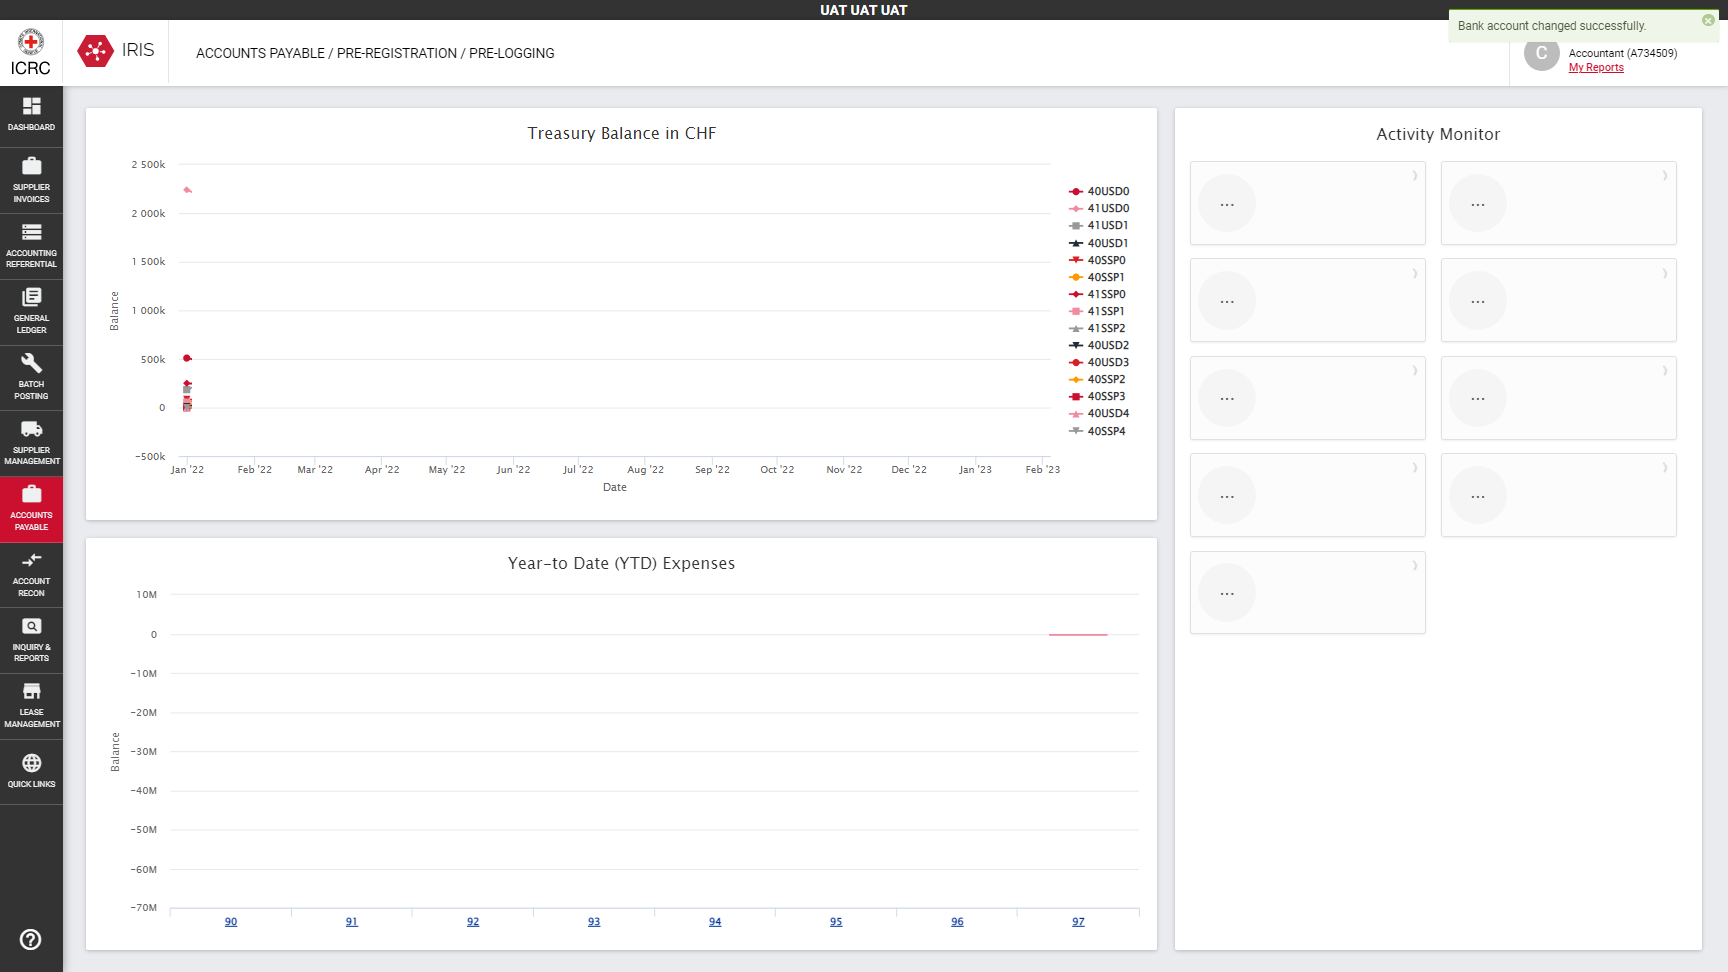 UAT UAT UAT
Bank account changed successfully.
ICRC
IRIS
ACCOUNTS PAYABLE / PRE-REGISTRATION / PRE-LOGGING
C
Accountant (A734509)
My Reports
DASHBOARD
SUPPLIER
INVOICES
ACCOUNTING
REFERENTIAL
GENERAL
LEDGER
BATCH
POSTING
SUPPLIER
MANAGEMENT
ACCOUNTS
PAYABLE
ACCOUNT
RECON
INQUIRY &
REPORTS
LEASE
MANAGEMENT
QUICK LINKS
Treasury Balance in CHF
Balance
2 500k
2 000k
1 500k
1 000k
500k
0
−500k
Jan '22 Feb '22 Mar '22 Apr '22 May '22 Jun '22 Jul '22 Aug '22 Sep '22 Oct '22 Nov '22 Dec '22 Jan '23 Feb '23
Date
40USD0
41USD0
41USD1
40USD1
40SSP0
40SSP1
41SSP0
41SSP1
41SSP2
40USD2
40USD3
40SSP2
40SSP3
40USD4
40SSP4
Year-to Date (YTD) Expenses
Balance
10M
0
−10M
−20M
−30M
−40M
−50M
−60M
−70M
90 91 92 93 94 95 96 97
Activity Monitor
... ...
... ...
... ...
... ...
...